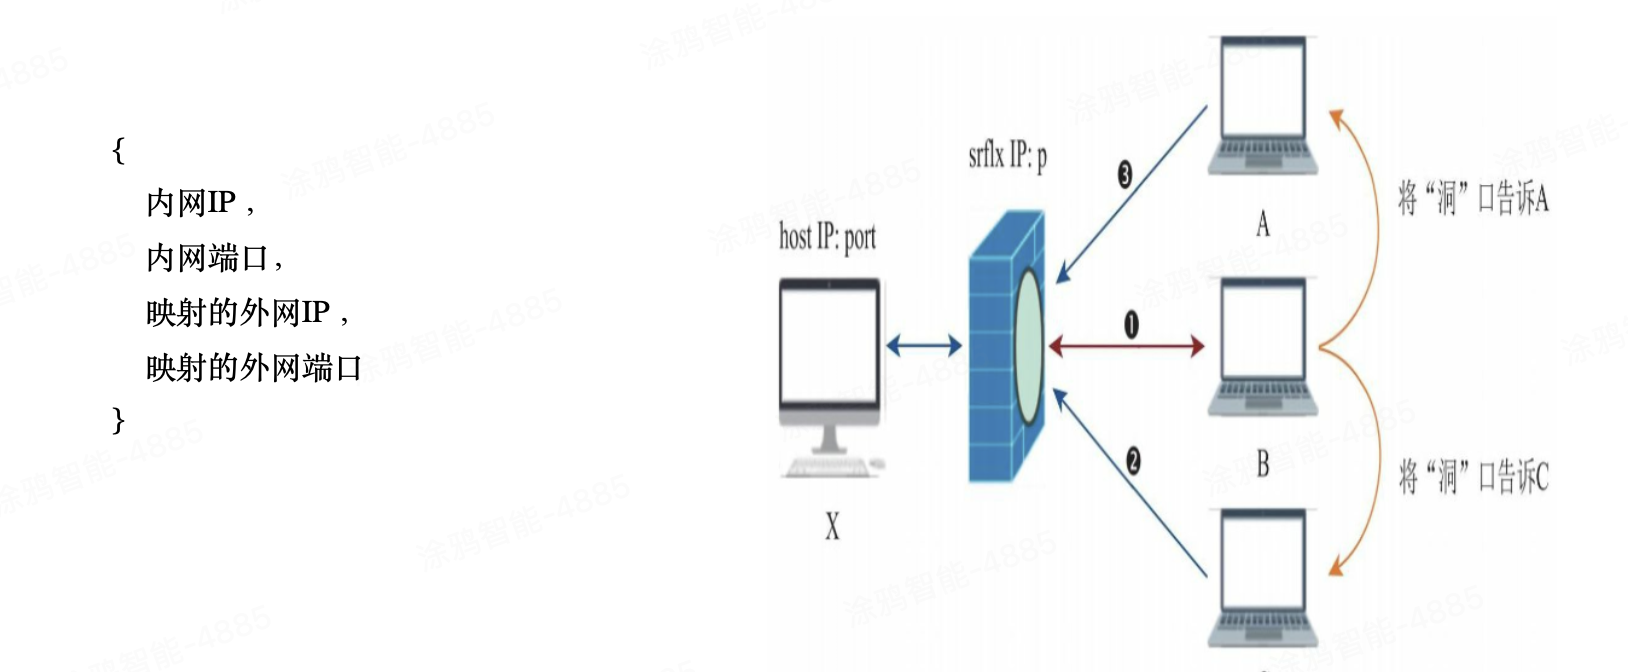 {
内网IP，
内网端口，
映射的外网IP，
映射的外网端口
}
srflx IP: p
host IP: port
X
❸
❶
❷
A
B
将“洞”口告诉A
将“洞”口告诉C
涂鸦智能-4885